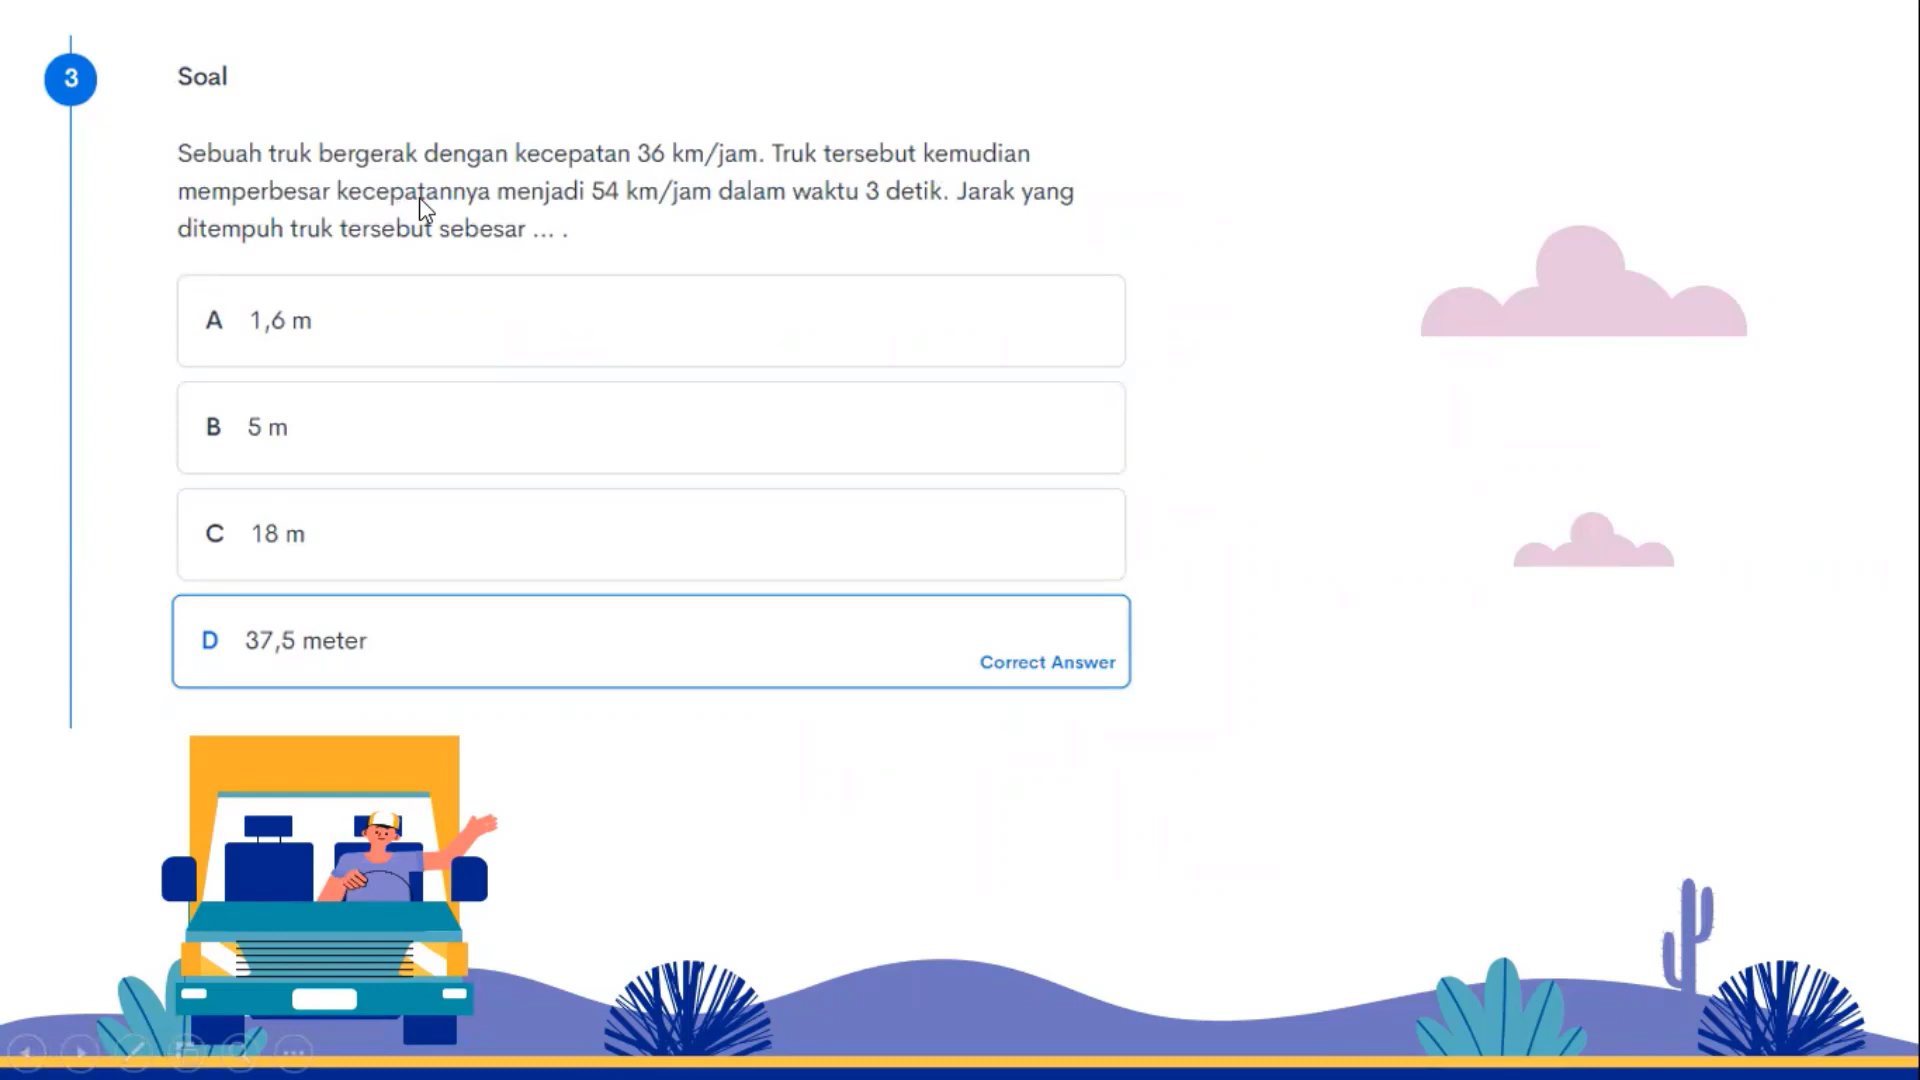 3
Soal
Sebuah truk bergerak dengan kecepatan 36 km/jam. Truk tersebut kemudian
memperbesar kecepatannya menjadi 54 km/jam dalam waktu 3 detik. Jarak yang
ditempuh truk tersebut sebesar ... .
A 1,6 m
B 5 m
C 18 m
D 37,5 meter
Correct Answer